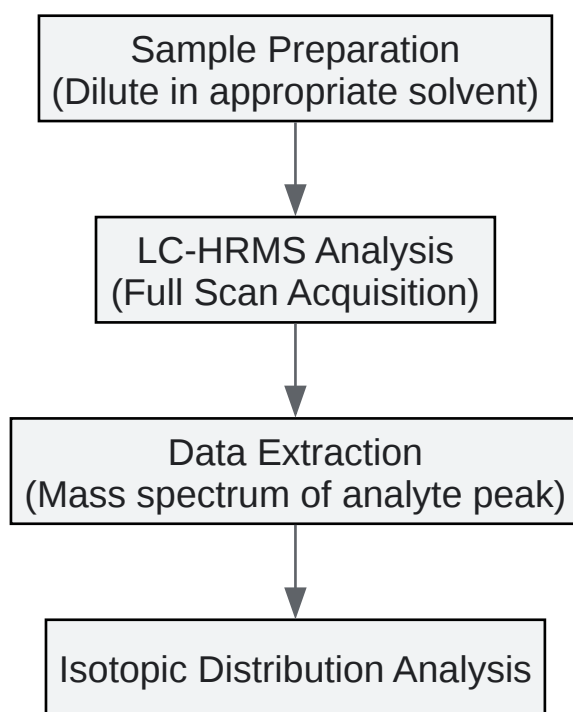 Sample Preparation
(Dilute in appropriate solvent)
LC-HRMS Analysis
(Full Scan Acquisition)
Data Extraction
(Mass spectrum of analyte peak)
Isotopic Distribution Analysis